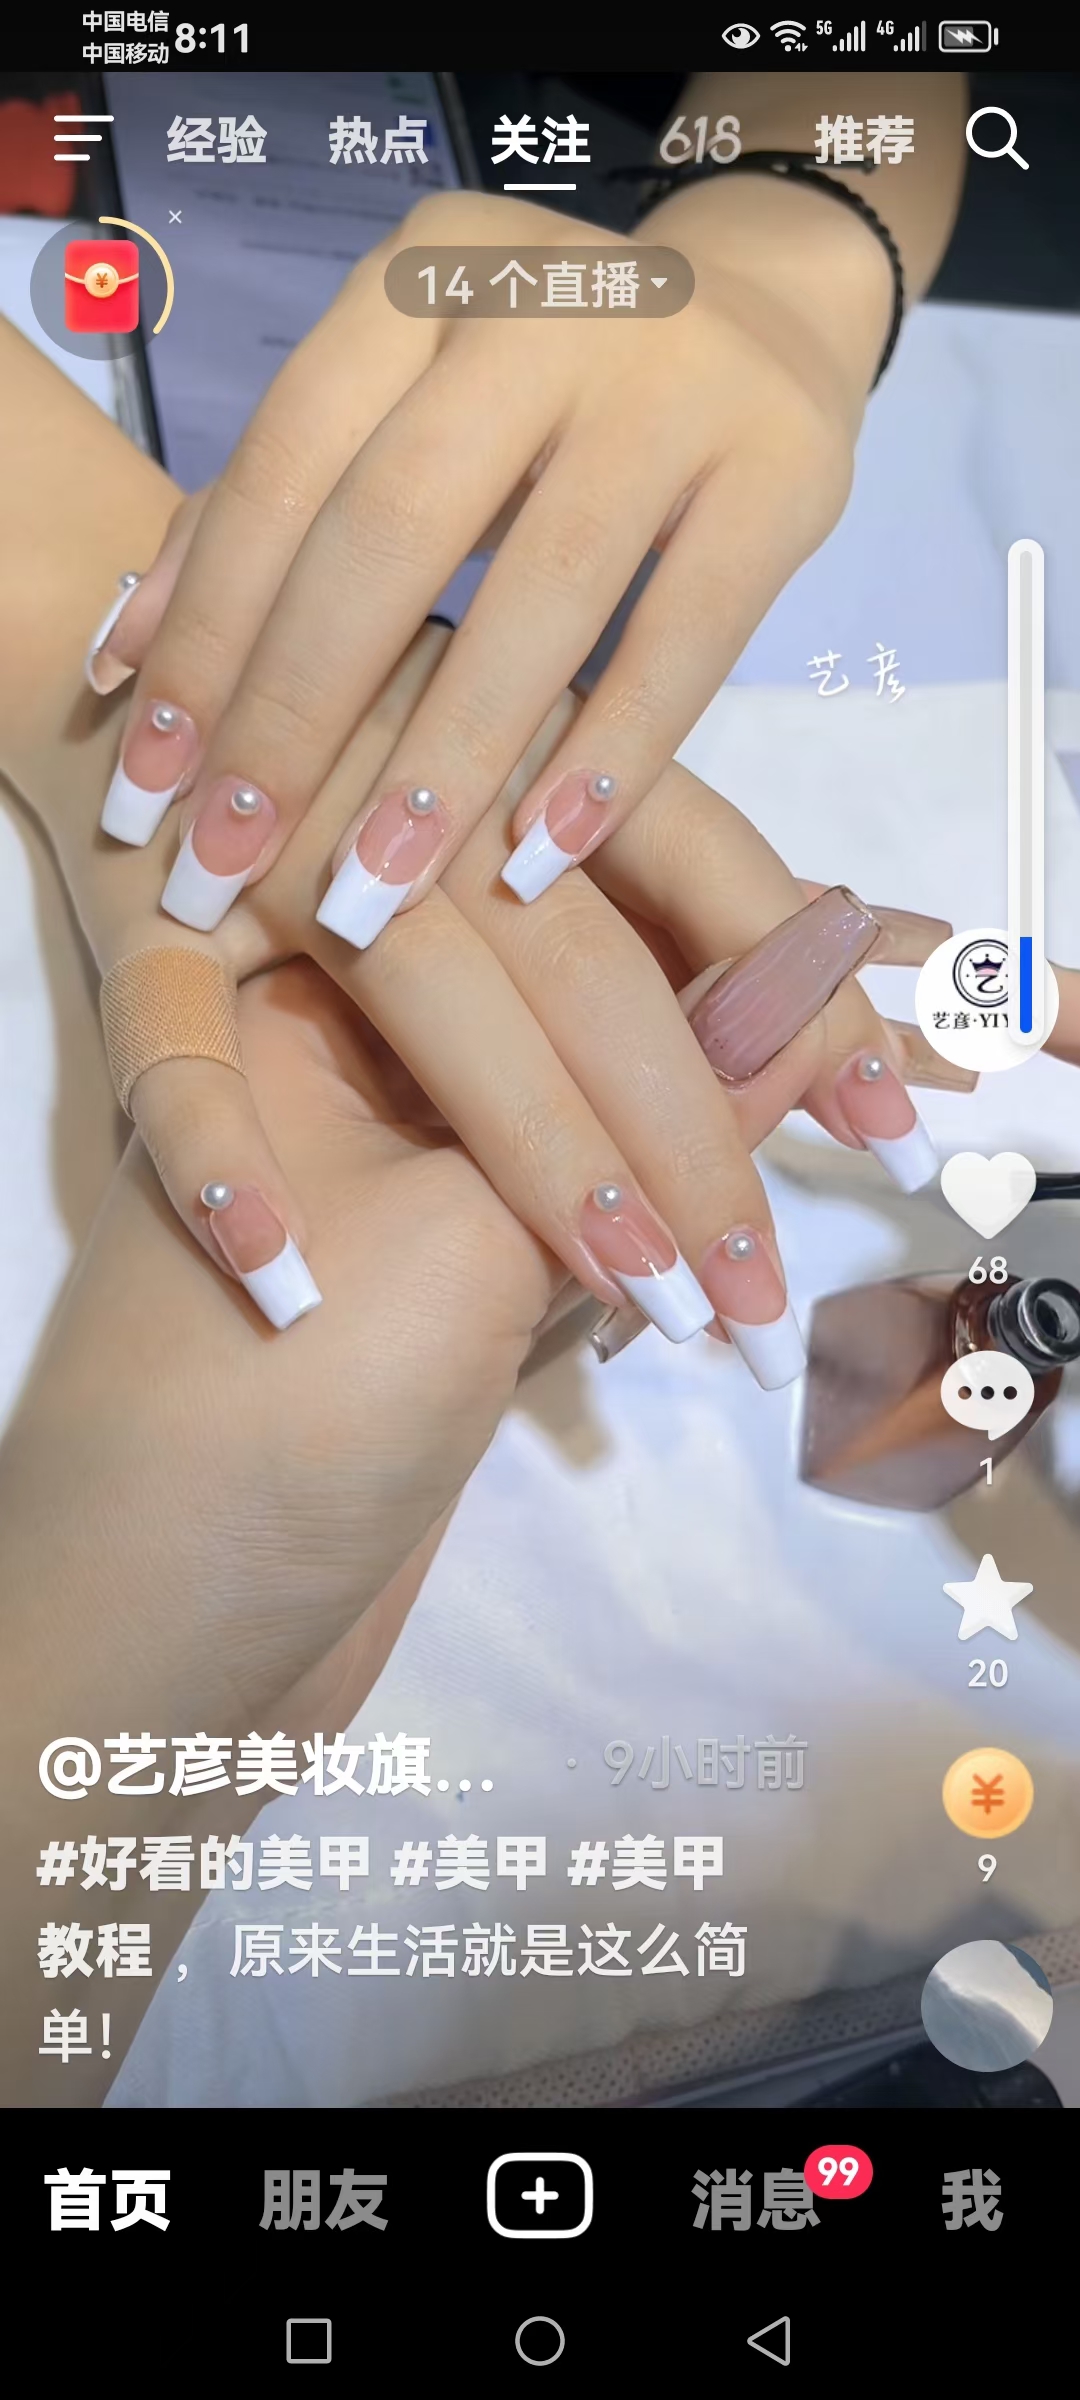 中国电信
中国移动
8:11
5G
4G
经验 热点 关注 618 推荐
¥
14 个直播
艺彦
艺
艺彦·YIY
68
1
20
¥
9
@艺彦美妆旗... · 9小时前
#好看的美甲 #美甲 #美甲
教程 ，原来生活就是这么简
单！
首页 朋友 消息 99 我